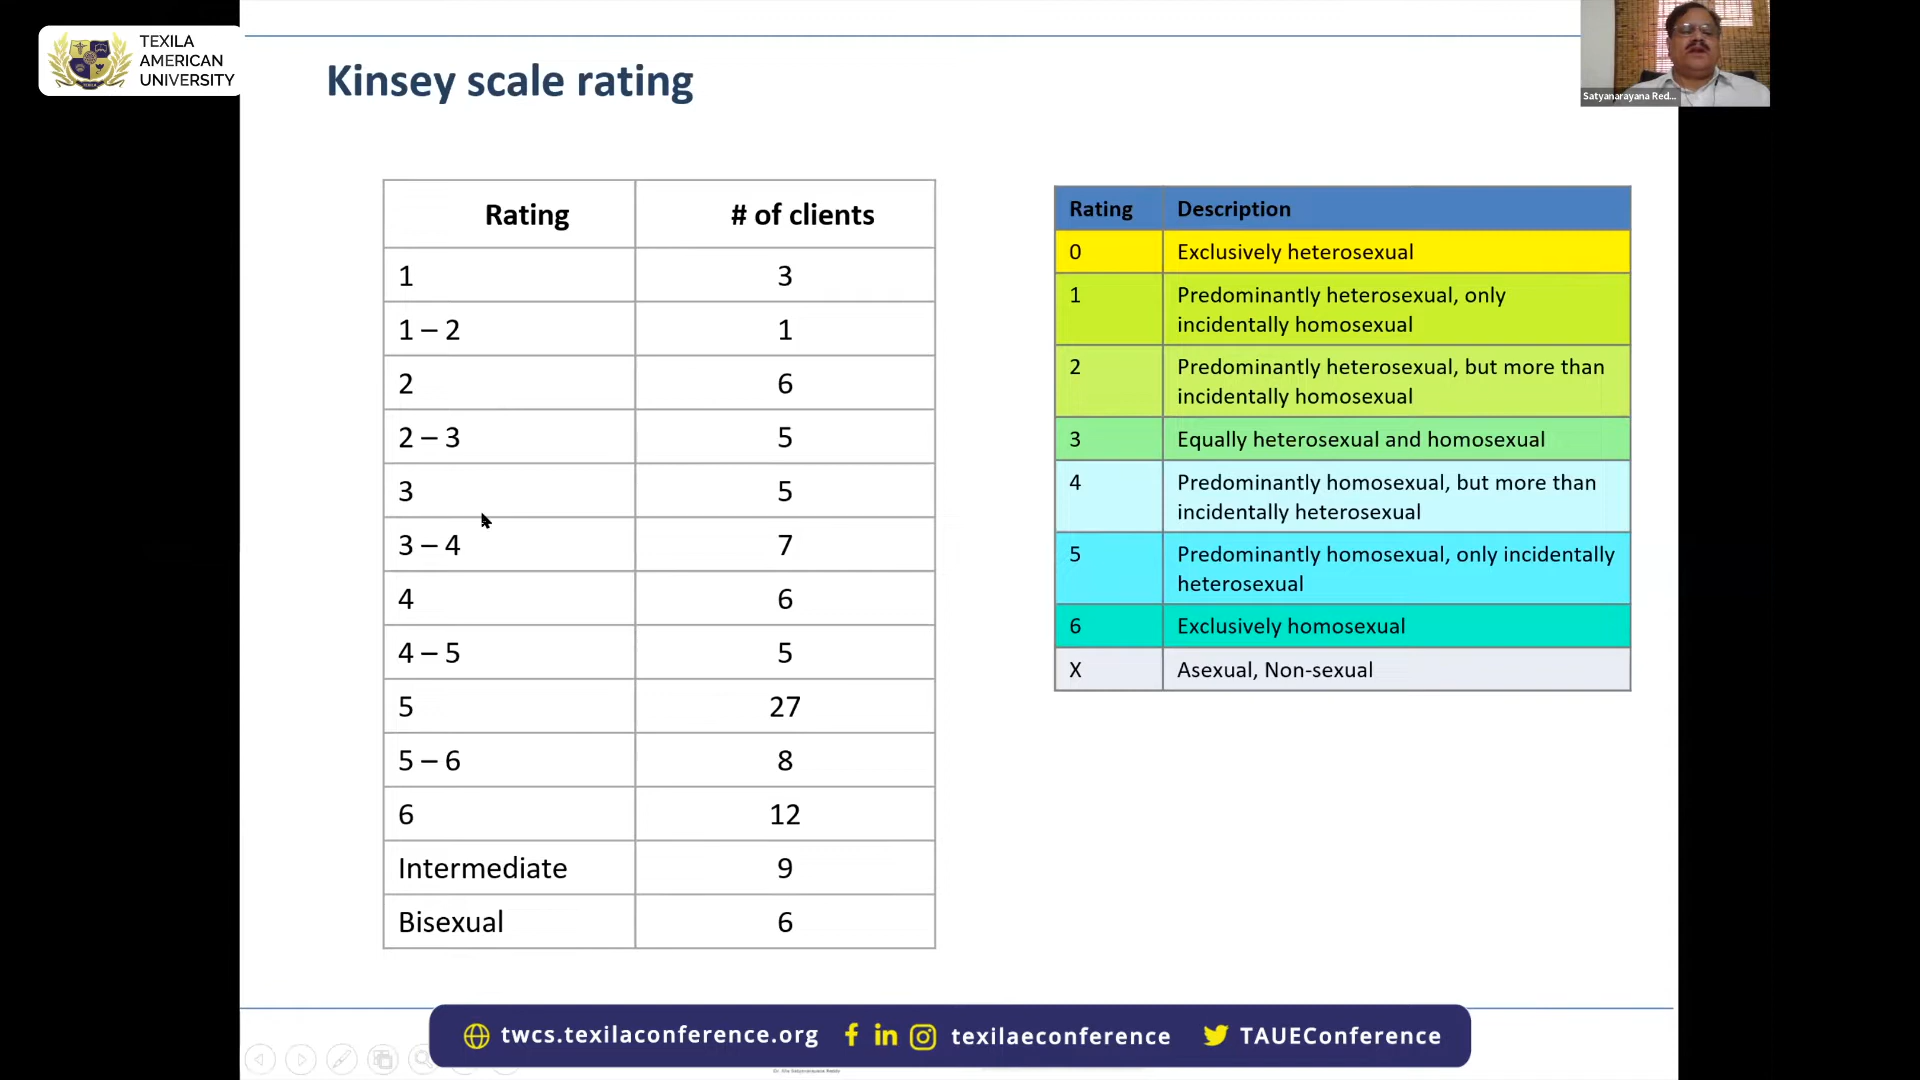 TEXILA
AMERICAN
UNIVERSITY
Kinsey scale rating
Satyanarayana Red...
Rating # of clients
1 3
1 – 2 1
2 6
2 – 3 5
3 5
3 – 4 7
4 6
4 – 5 5
5 27
5 – 6 8
6 12
Intermediate 9
Bisexual 6
Rating Description
0 Exclusively heterosexual
1 Predominantly heterosexual, only
incidentally homosexual
2 Predominantly heterosexual, but more than
incidentally homosexual
3 Equally heterosexual and homosexual
4 Predominantly homosexual, but more than
incidentally heterosexual
5 Predominantly homosexual, only incidentally
heterosexual
6 Exclusively homosexual
X Asexual, Non-sexual
twcs.texilaconference.org texilaeconference TAUEConference